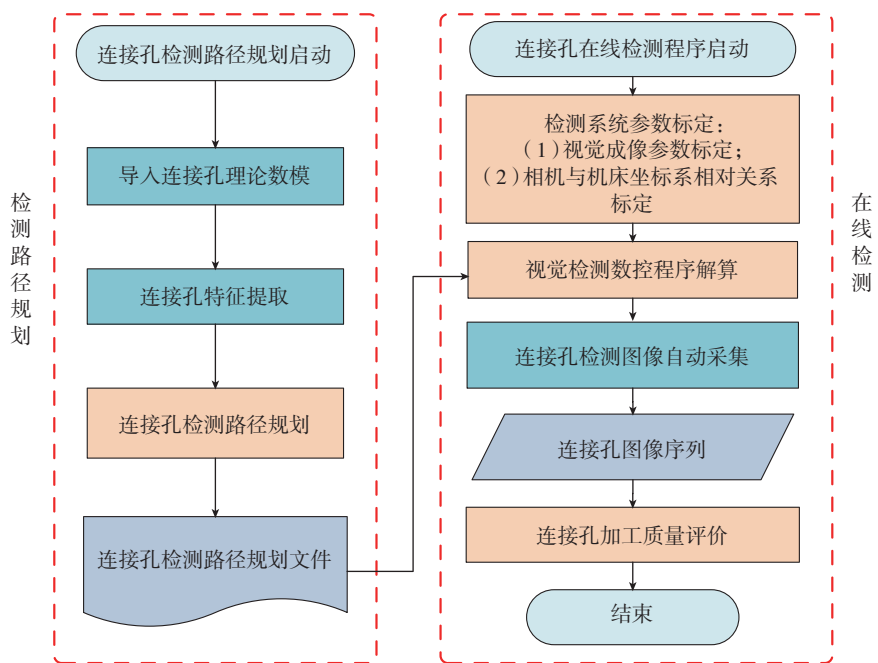 检测路径规划
连接孔检测路径规划启动
导入连接孔理论数模
连接孔特征提取
连接孔检测路径规划
连接孔检测路径规划文件
连接孔在线检测程序启动
检测系统参数标定：
（1）视觉成像参数标定；
（2）相机与机床坐标系相对关系
标定
视觉检测数控程序解算
连接孔检测图像自动采集
连接孔图像序列
连接孔加工质量评价
结束
在线检测